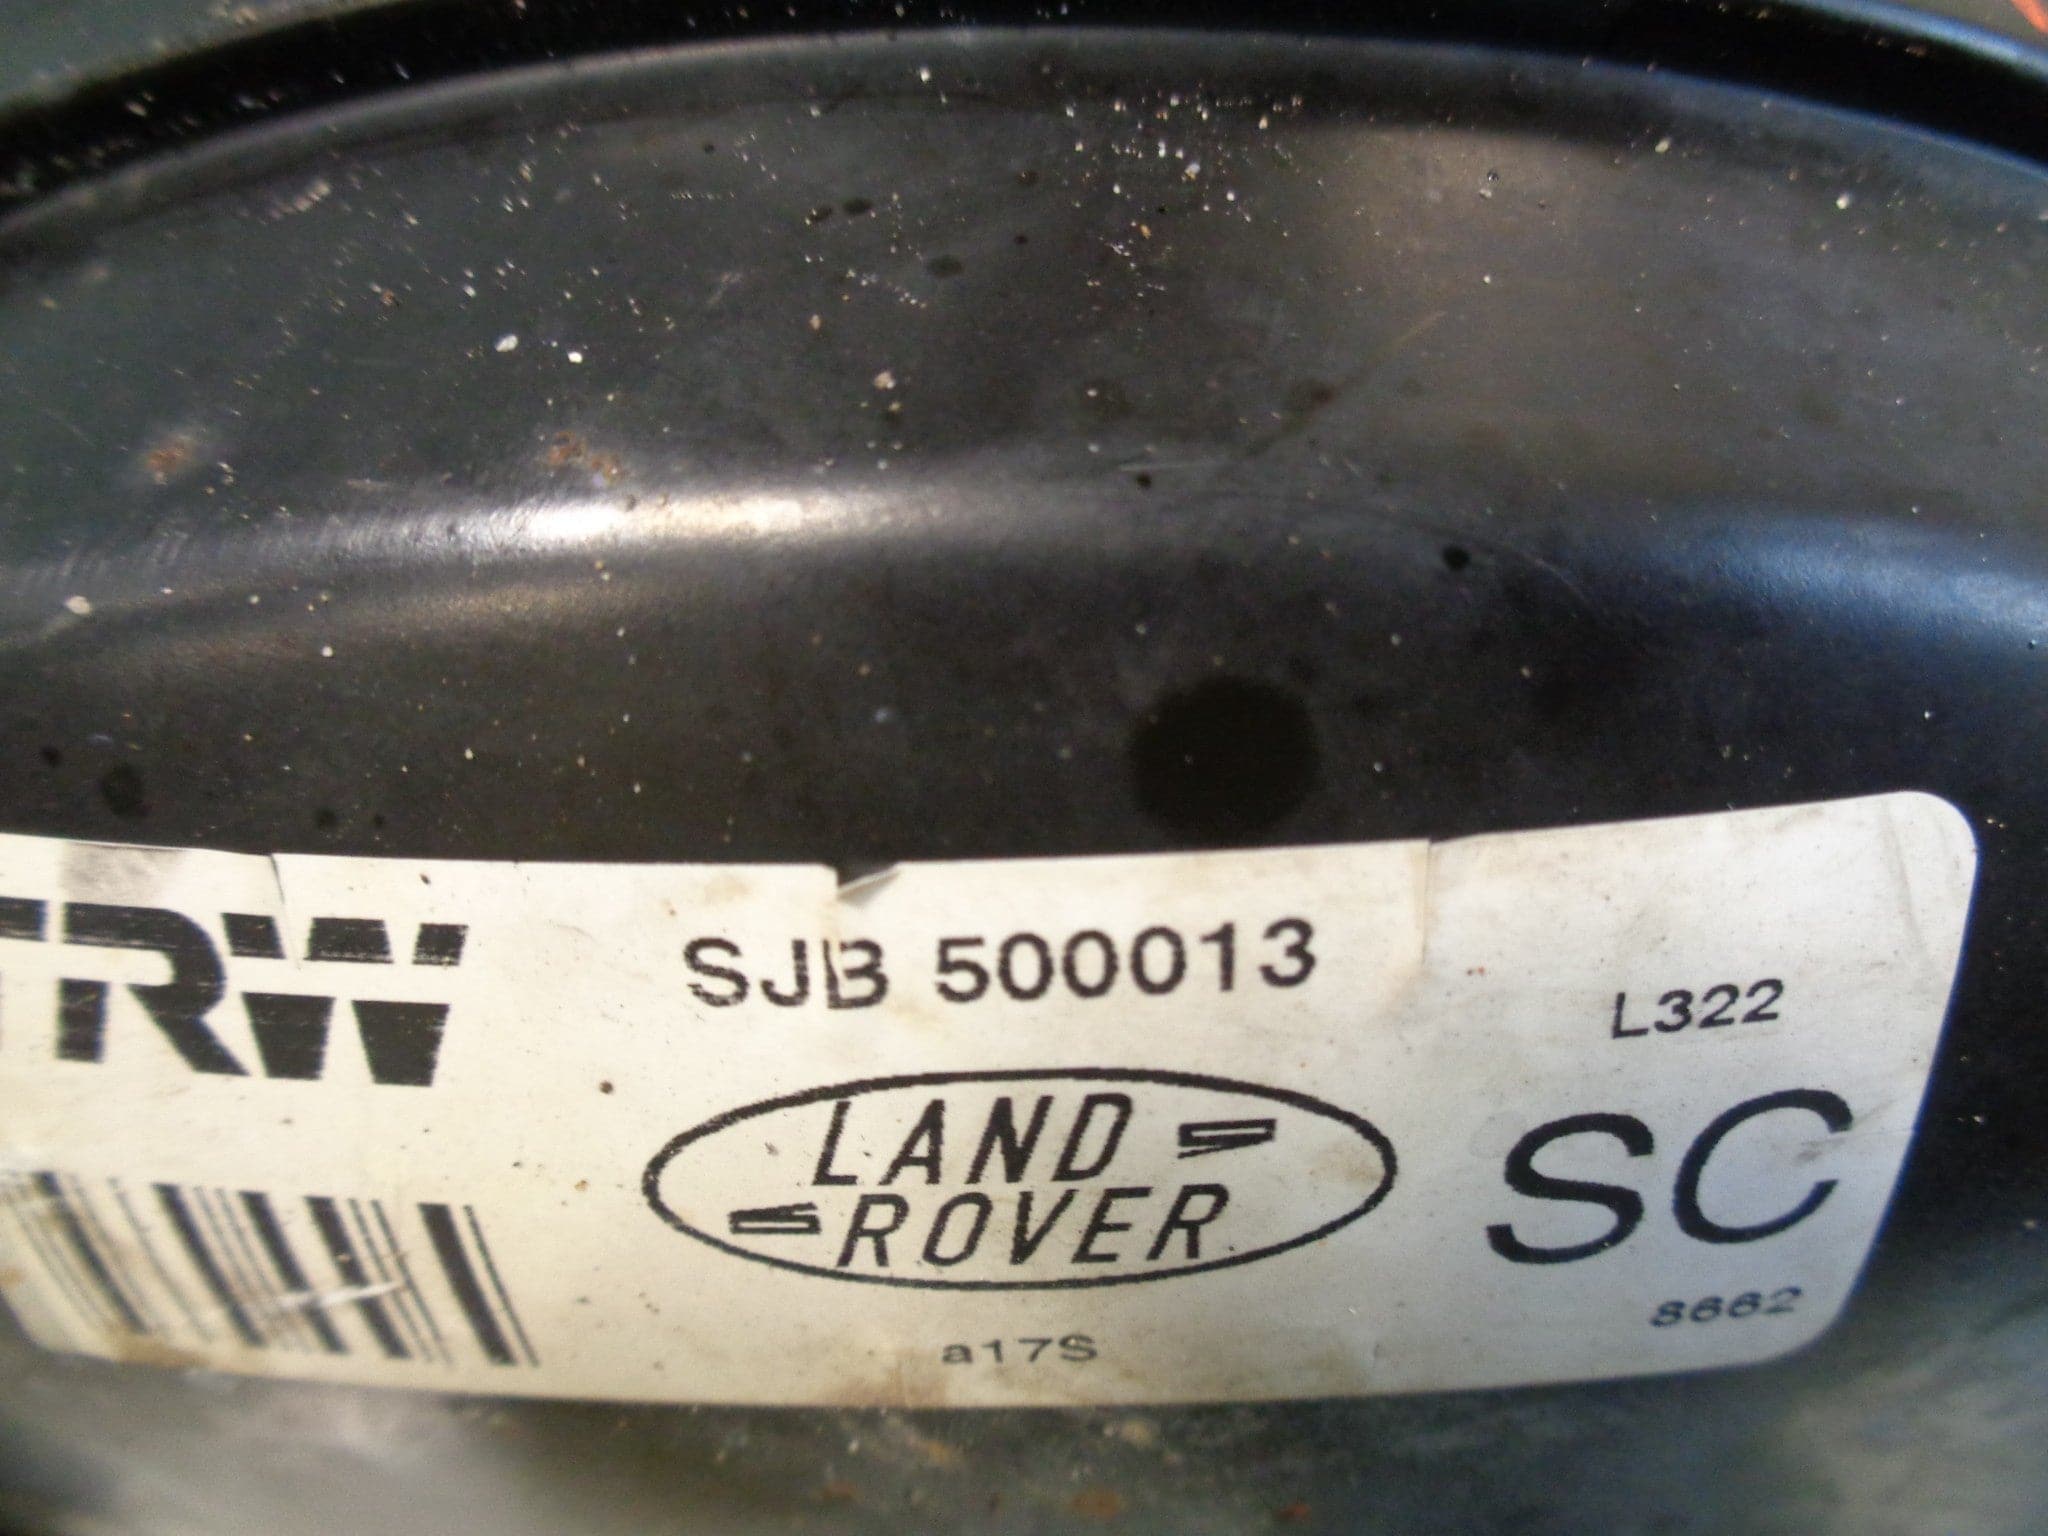 TRW
SJB 500013
L322
LAND
ROVER
SC
8662
a17S